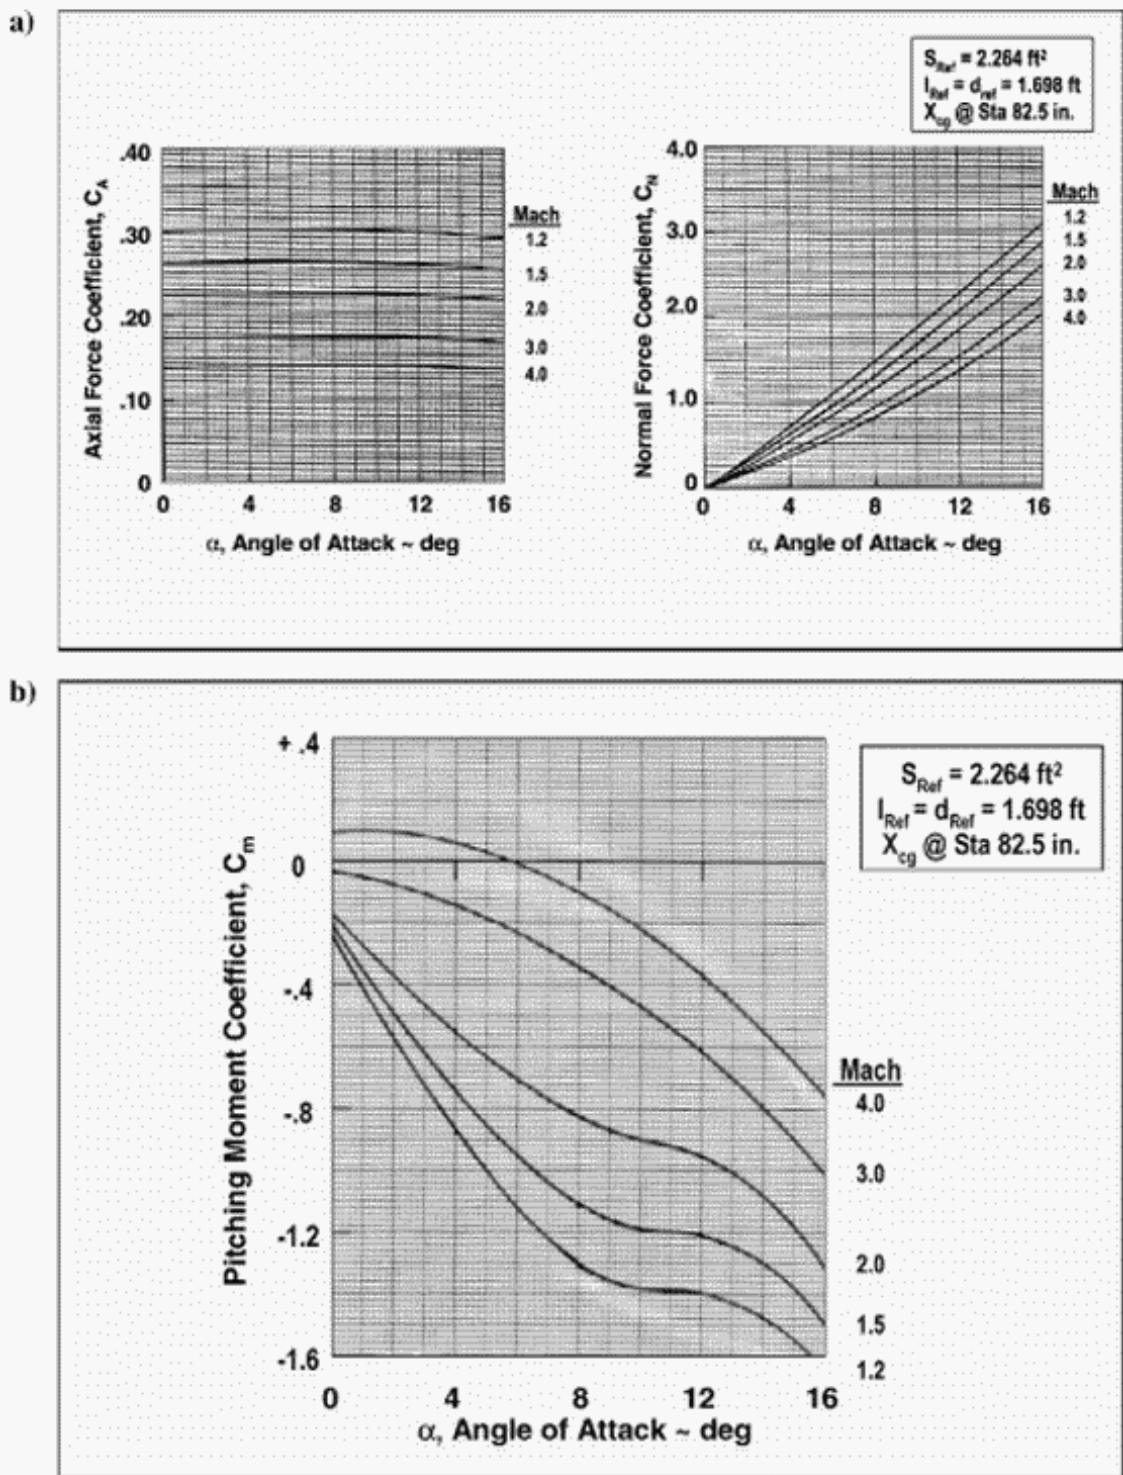 a)
S_Ref = 2.264 ft²
l_Ref = d_ref = 1.698 ft
X_cg @ Sta 82.5 in.
Axial Force Coefficient, C_A
.40
.30
.20
.10
0
0 4 8 12 16
α, Angle of Attack ~ deg
Mach
1.2
1.5
2.0
3.0
4.0
Normal Force Coefficient, C_N
4.0
3.0
2.0
1.0
0
0 4 8 12 16
α, Angle of Attack ~ deg
Mach
1.2
1.5
2.0
3.0
4.0
b)
S_Ref = 2.264 ft²
l_Ref = d_Ref = 1.698 ft
X_cg @ Sta 82.5 in.
Pitching Moment Coefficient, C_m
+ .4
0
-.4
-.8
-1.2
-1.6
0 4 8 12 16
α, Angle of Attack ~ deg
Mach
4.0
3.0
2.0
1.5
1.2